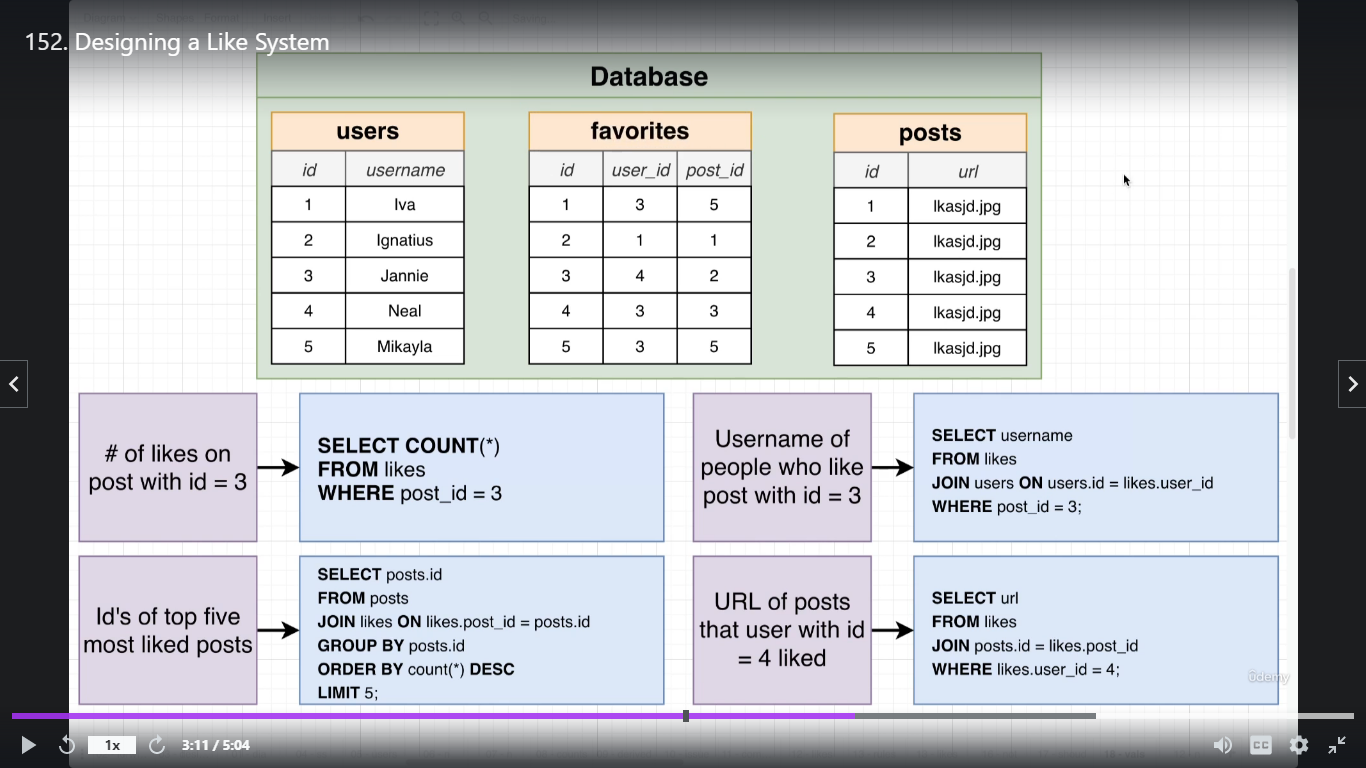 152. Designing a Like System
Database
users
id username
1 Iva
2 Ignatius
3 Jannie
4 Neal
5 Mikayla
favorites
id user_id post_id
1 3 5
2 1 1
3 4 2
4 3 3
5 3 5
posts
id url
1 lkasjd.jpg
2 lkasjd.jpg
3 lkasjd.jpg
4 lkasjd.jpg
5 lkasjd.jpg
# of likes on
post with id = 3
SELECT COUNT(*)
FROM likes
WHERE post_id = 3
Username of
people who like
post with id = 3
SELECT username
FROM likes
JOIN users ON users.id = likes.user_id
WHERE post_id = 3;
Id's of top five
most liked posts
SELECT posts.id
FROM posts
JOIN likes ON likes.post_id = posts.id
GROUP BY posts.id
ORDER BY count(*) DESC
LIMIT 5;
URL of posts
that user with id
= 4 liked
SELECT url
FROM likes
JOIN posts.id = likes.post_id
WHERE likes.user_id = 4;
ûdemy
1x
3:11 / 5:04
CC